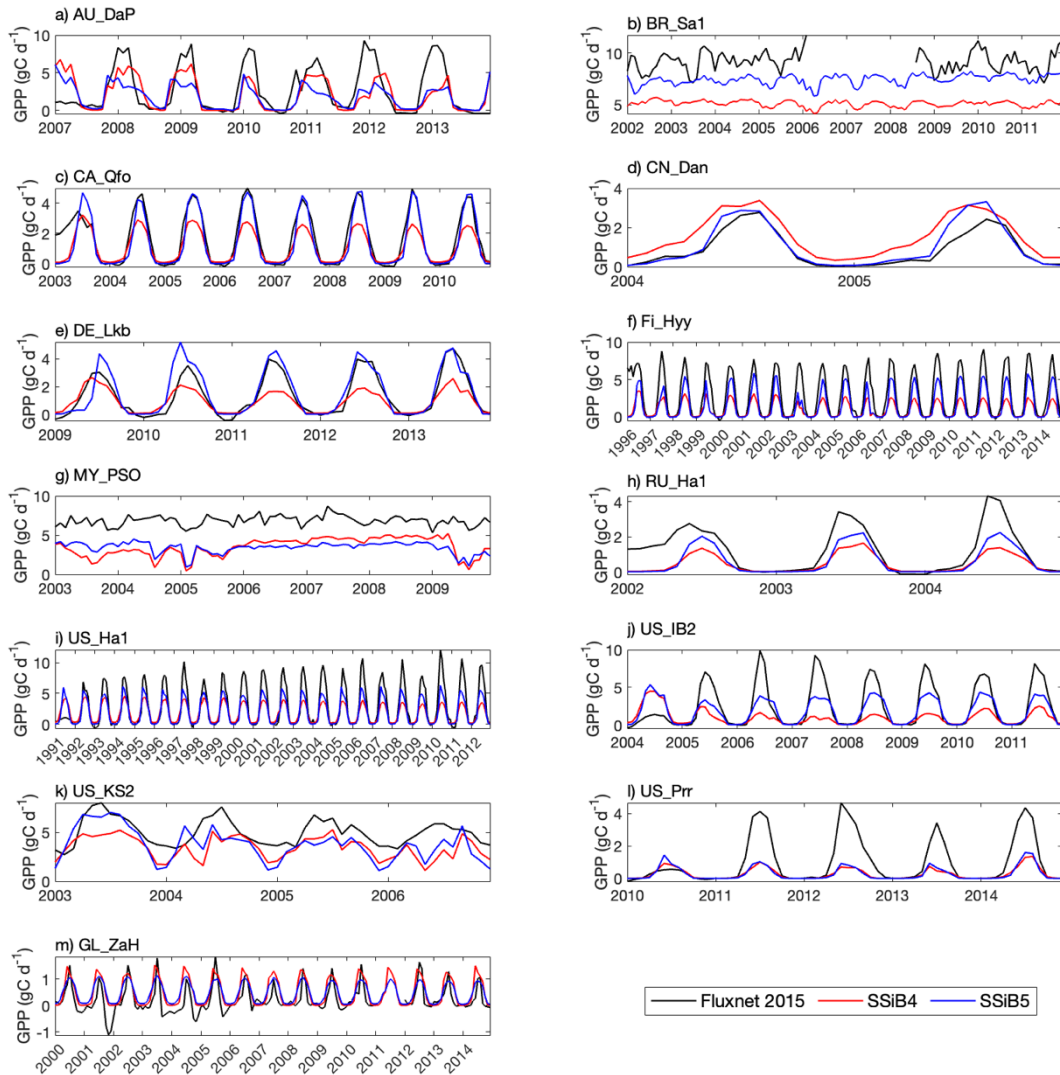 a) AU_DaP
GPP (gC d⁻¹)
10
5
0
2007 2008 2009 2010 2011 2012 2013
b) BR_Sa1
GPP (gC d⁻¹)
10
5
2002 2003 2004 2005 2006 2007 2008 2009 2010 2011
c) CA_Qfo
GPP (gC d⁻¹)
4
2
0
2003 2004 2005 2006 2007 2008 2009 2010
d) CN_Dan
GPP (gC d⁻¹)
4
2
0
2004 2005
e) DE_Lkb
GPP (gC d⁻¹)
4
2
0
2009 2010 2011 2012 2013
f) Fi_Hyy
GPP (gC d⁻¹)
10
5
0
1996 1997 1998 1999 2000 2001 2002 2003 2004 2005 2006 2007 2008 2009 2010 2011 2012 2013 2014
g) MY_PSO
GPP (gC d⁻¹)
10
5
0
2003 2004 2005 2006 2007 2008 2009
h) RU_Ha1
GPP (gC d⁻¹)
4
2
0
2002 2003 2004
i) US_Ha1
GPP (gC d⁻¹)
10
5
0
1991 1992 1993 1994 1995 1996 1997 1998 1999 2000 2001 2002 2003 2004 2005 2006 2007 2008 2009 2010 2011 2012
j) US_IB2
GPP (gC d⁻¹)
10
5
0
2004 2005 2006 2007 2008 2009 2010 2011
k) US_KS2
GPP (gC d⁻¹)
5
0
2003 2004 2005 2006
l) US_Prr
GPP (gC d⁻¹)
4
2
0
2010 2011 2012 2013 2014
m) GL_ZaH
GPP (gC d⁻¹)
1
0
-1
2000 2001 2002 2003 2004 2005 2006 2007 2008 2009 2010 2011 2012 2013 2014
Fluxnet 2015 SSiB4 SSiB5